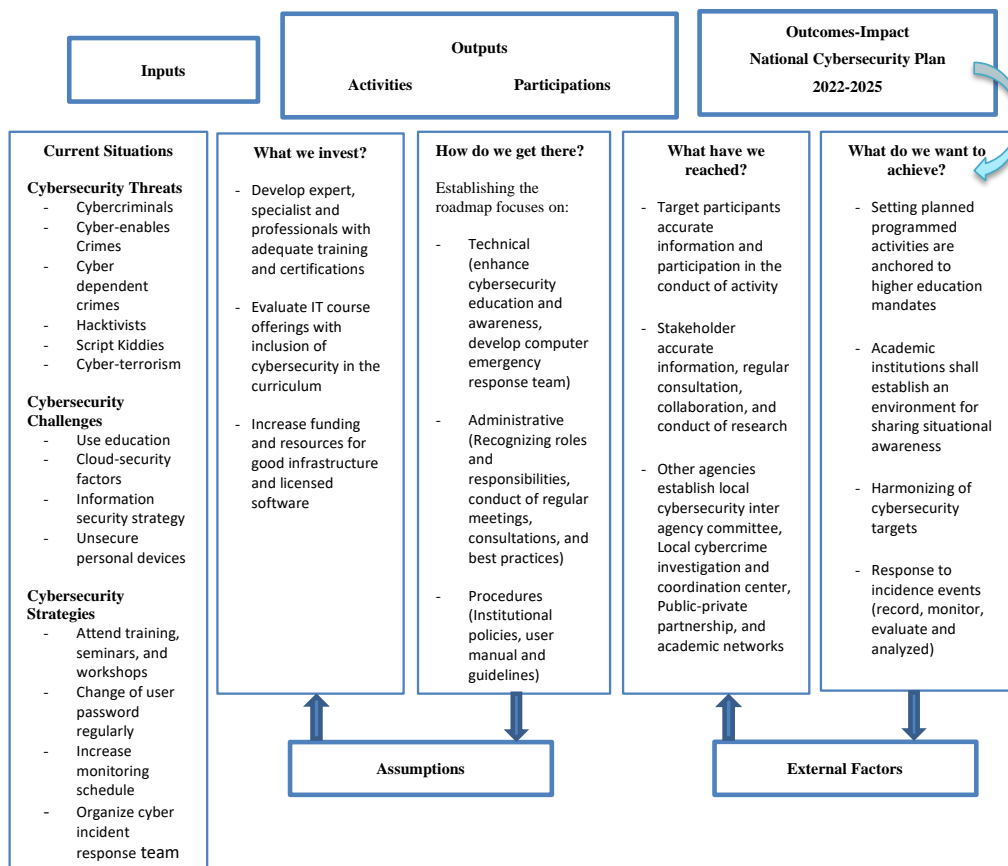 Inputs
Outputs
Activities Participations
Outcomes-Impact
National Cybersecurity Plan
2022-2025
Current Situations
Cybersecurity Threats
- Cybercriminals
- Cyber-enables
Crimes
- Cyber
dependent
crimes
- Hacktivists
- Script Kiddies
- Cyber-terrorism
Cybersecurity
Challenges
- Use education
- Cloud-security
factors
- Information
security strategy
- Unsecure
personal devices
Cybersecurity
Strategies
- Attend training,
seminars, and
workshops
- Change of user
password
regularly
- Increase
monitoring
schedule
- Organize cyber
incident
response team
What we invest?
- Develop expert,
specialist and
professionals with
adequate training
and certifications
- Evaluate IT course
offerings with
inclusion of
cybersecurity in the
curriculum
- Increase funding
and resources for
good infrastructure
and licensed
software
How do we get there?
Establishing the
roadmap focuses on:
- Technical
(enhance
cybersecurity
education and
awareness,
develop computer
emergency
response team)
- Administrative
(Recognizing roles
and
responsibilities,
conduct of regular
meetings,
consultations, and
best practices)
- Procedures
(Institutional
policies, user
manual and
guidelines)
What have we
reached?
- Target participants
accurate
information and
participation in the
conduct of activity
- Stakeholder
accurate
information, regular
consultation,
collaboration, and
conduct of research
- Other agencies
establish local
cybersecurity inter
agency committee,
Local cybercrime
investigation and
coordination center,
Public-private
partnership, and
academic networks
What do we want to
achieve?
- Setting planned
programmed
activities are
anchored to
higher education
mandates
- Academic
institutions shall
establish an
environment for
sharing situational
awareness
- Harmonizing of
cybersecurity
targets
- Response to
incidence events
(record, monitor,
evaluate and
analyzed)
Assumptions
External Factors